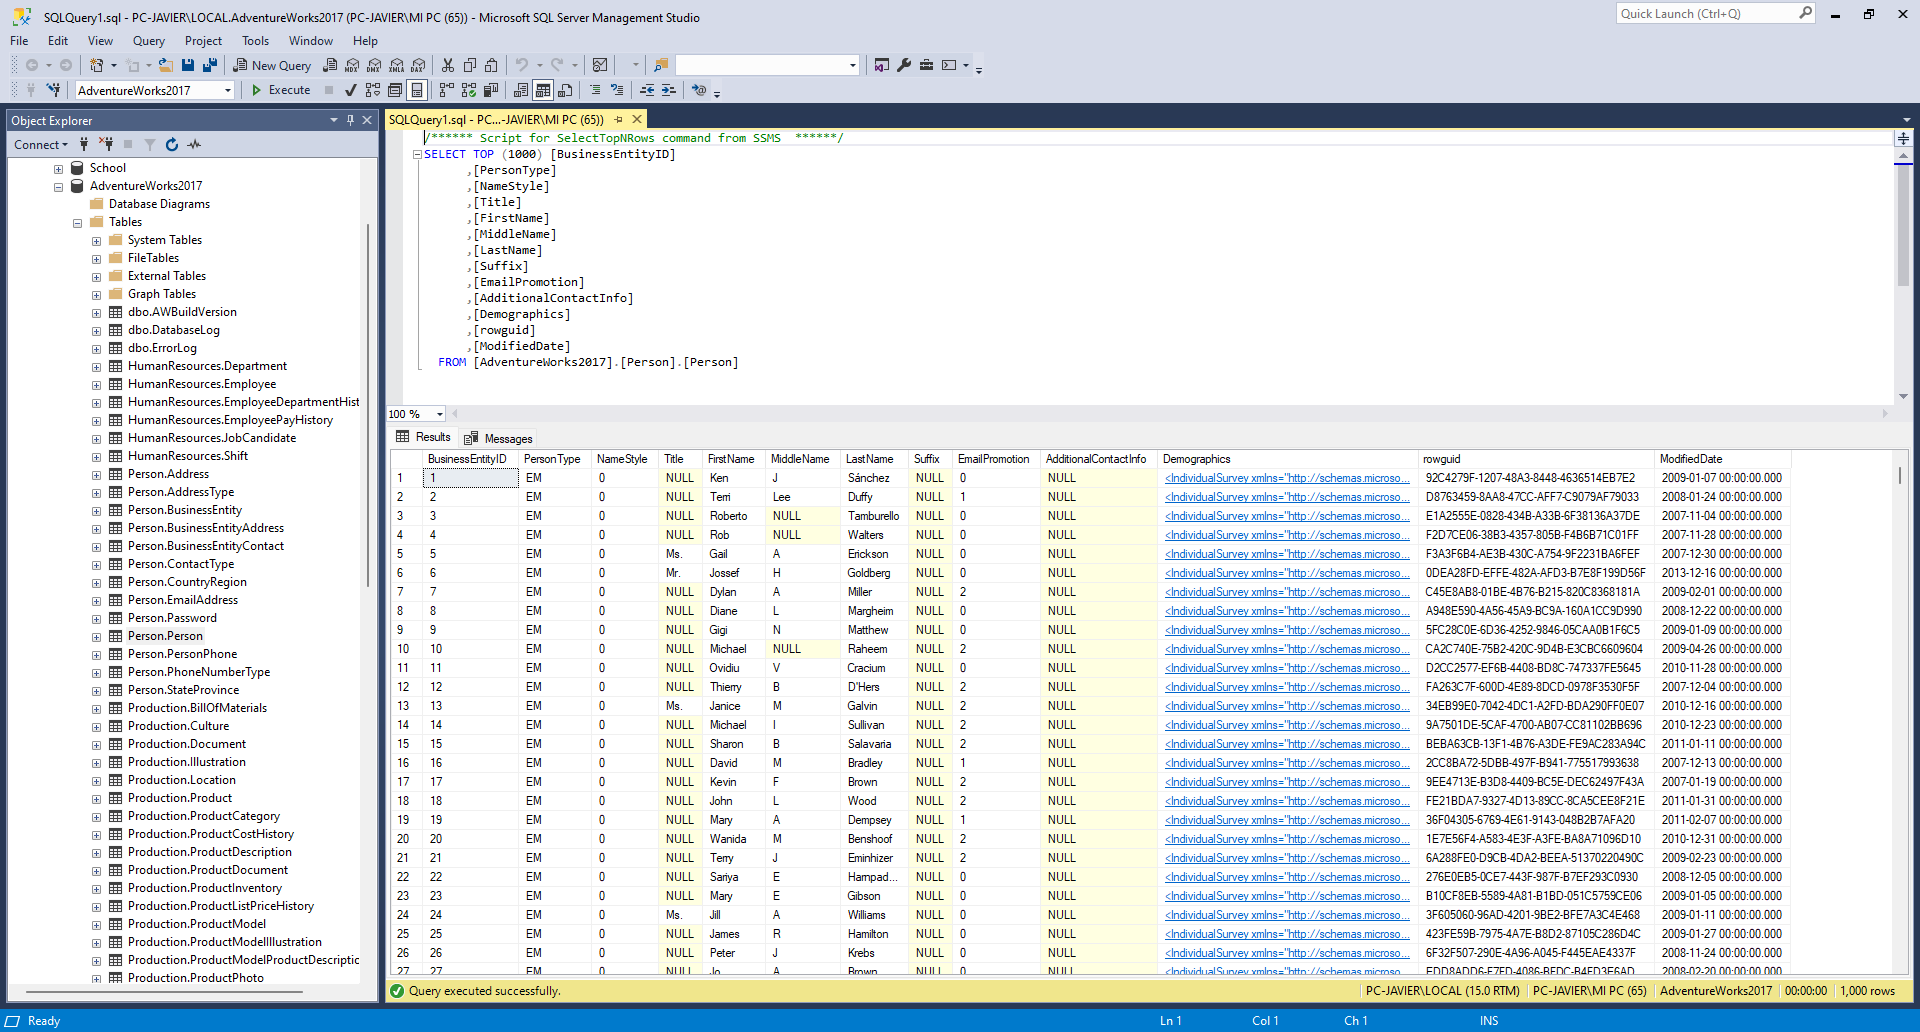 SQLQuery1.sql - PC-JAVIER\LOCAL.AdventureWorks2017 (PC-JAVIER\MI PC (65)) - Microsoft SQL Server Management Studio
Quick Launch (Ctrl+Q)
File Edit View Query Project Tools Window Help
New Query MDX DMX XMLA DAX
AdventureWorks2017 Execute
Object Explorer
Connect
School
AdventureWorks2017
Database Diagrams
Tables
System Tables
FileTables
External Tables
Graph Tables
dbo.AWBuildVersion
dbo.DatabaseLog
dbo.ErrorLog
HumanResources.Department
HumanResources.Employee
HumanResources.EmployeeDepartmentHist
HumanResources.EmployeePayHistory
HumanResources.JobCandidate
HumanResources.Shift
Person.Address
Person.AddressType
Person.BusinessEntity
Person.BusinessEntityAddress
Person.BusinessEntityContact
Person.ContactType
Person.CountryRegion
Person.EmailAddress
Person.Password
Person.Person
Person.PersonPhone
Person.PhoneNumberType
Person.StateProvince
Production.BillOfMaterials
Production.Culture
Production.Document
Production.Illustration
Production.Location
Production.Product
Production.ProductCategory
Production.ProductCostHistory
Production.ProductDescription
Production.ProductDocument
Production.ProductInventory
Production.ProductListPriceHistory
Production.ProductModel
Production.ProductModelIllustration
Production.ProductModelProductDescriptio
Production.ProductPhoto
SQLQuery1.sql - PC...-JAVIER\MI PC (65))
/****** Script for SelectTopNRows command from SSMS ******/
SELECT TOP (1000) [BusinessEntityID]
,[PersonType]
,[NameStyle]
,[Title]
,[FirstName]
,[MiddleName]
,[LastName]
,[Suffix]
,[EmailPromotion]
,[AdditionalContactInfo]
,[Demographics]
,[rowguid]
,[ModifiedDate]
FROM [AdventureWorks2017].[Person].[Person]
100 %
Results Messages
BusinessEntityID PersonType NameStyle Title FirstName MiddleName LastName Suffix EmailPromotion AdditionalContactInfo Demographics rowguid ModifiedDate
1 1 EM 0 NULL Ken J Sánchez NULL 0 NULL <IndividualSurvey xmlns="http://schemas.microso... 92C4279F-1207-48A3-8448-4636514EB7E2 2009-01-07 00:00:00.000
2 2 EM 0 NULL Terri Lee Duffy NULL 1 NULL <IndividualSurvey xmlns="http://schemas.microso... D8763459-8AA8-47CC-AFF7-C9079AF79033 2008-01-24 00:00:00.000
3 3 EM 0 NULL Roberto NULL Tamburello NULL 0 NULL <IndividualSurvey xmlns="http://schemas.microso... E1A2555E-0828-434B-A33B-6F38136A37DE 2007-11-04 00:00:00.000
4 4 EM 0 NULL Rob NULL Walters NULL 0 NULL <IndividualSurvey xmlns="http://schemas.microso... F2D7CE06-38B3-4357-805B-F4B6B71C01FF 2007-11-28 00:00:00.000
5 5 EM 0 Ms. Gail A Erickson NULL 0 NULL <IndividualSurvey xmlns="http://schemas.microso... F3A3F6B4-AE3B-430C-A754-9F2231BA6FEF 2007-12-30 00:00:00.000
6 6 EM 0 Mr. Jossef H Goldberg NULL 0 NULL <IndividualSurvey xmlns="http://schemas.microso... 0DEA28FD-EFFE-482A-AFD3-B7E8F199D56F 2013-12-16 00:00:00.000
7 7 EM 0 NULL Dylan A Miller NULL 2 NULL <IndividualSurvey xmlns="http://schemas.microso... C45E8AB8-01BE-4B76-B215-820C8368181A 2009-02-01 00:00:00.000
8 8 EM 0 NULL Diane L Margheim NULL 0 NULL <IndividualSurvey xmlns="http://schemas.microso... A948E590-4A56-45A9-BC9A-160A1CC9D990 2008-12-22 00:00:00.000
9 9 EM 0 NULL Gigi N Matthew NULL 0 NULL <IndividualSurvey xmlns="http://schemas.microso... 5FC28C0E-6D36-4252-9846-05CAA0B1F6C5 2009-01-09 00:00:00.000
10 10 EM 0 NULL Michael NULL Raheem NULL 2 NULL <IndividualSurvey xmlns="http://schemas.microso... CA2C740E-75B2-420C-9D4B-E3CBC6609604 2009-04-26 00:00:00.000
11 11 EM 0 NULL Ovidiu V Cracium NULL 0 NULL <IndividualSurvey xmlns="http://schemas.microso... D2CC2577-EF6B-4408-BD8C-747337FE5645 2010-11-28 00:00:00.000
12 12 EM 0 NULL Thierry B D'Hers NULL 2 NULL <IndividualSurvey xmlns="http://schemas.microso... FA263C7F-600D-4E89-8DCD-0978F3530F5F 2007-12-04 00:00:00.000
13 13 EM 0 Ms. Janice M Galvin NULL 2 NULL <IndividualSurvey xmlns="http://schemas.microso... 34EB99E0-7042-4DC1-A2FD-BDA290FF0E07 2010-12-16 00:00:00.000
14 14 EM 0 NULL Michael I Sullivan NULL 2 NULL <IndividualSurvey xmlns="http://schemas.microso... 9A7501DE-5CAF-4700-AB07-CC81102BB696 2010-12-23 00:00:00.000
15 15 EM 0 NULL Sharon B Salavaria NULL 2 NULL <IndividualSurvey xmlns="http://schemas.microso... BEBA63CB-13F1-4B76-A3DE-FE9AC283A94C 2011-01-11 00:00:00.000
16 16 EM 0 NULL David M Bradley NULL 1 NULL <IndividualSurvey xmlns="http://schemas.microso... 2CC8BA72-5DBB-497F-B941-775517993638 2007-12-13 00:00:00.000
17 17 EM 0 NULL Kevin F Brown NULL 2 NULL <IndividualSurvey xmlns="http://schemas.microso... 9EE4713E-B3D8-4409-BC5E-DEC62497F43A 2007-01-19 00:00:00.000
18 18 EM 0 NULL John L Wood NULL 2 NULL <IndividualSurvey xmlns="http://schemas.microso... FE21BDA7-9327-4D13-89CC-8CA5CEE8F21E 2011-01-31 00:00:00.000
19 19 EM 0 NULL Mary A Dempsey NULL 1 NULL <IndividualSurvey xmlns="http://schemas.microso... 36F04305-6769-4E61-9143-048B2B7AFA20 2011-02-07 00:00:00.000
20 20 EM 0 NULL Wanida M Benshoof NULL 2 NULL <IndividualSurvey xmlns="http://schemas.microso... 1E7E56F4-A583-4E3F-A3FE-BA8A71096D10 2010-12-31 00:00:00.000
21 21 EM 0 NULL Terry J Eminhizer NULL 2 NULL <IndividualSurvey xmlns="http://schemas.microso... 6A288FE0-D9CB-4DA2-BEEA-51370220490C 2009-02-23 00:00:00.000
22 22 EM 0 NULL Sariya E Harnpad... NULL 0 NULL <IndividualSurvey xmlns="http://schemas.microso... 276E0EB5-0CE7-443F-987F-B7EF293C0930 2008-12-05 00:00:00.000
23 23 EM 0 NULL Mary E Gibson NULL 0 NULL <IndividualSurvey xmlns="http://schemas.microso... B10CF8EB-5589-4A81-B1BD-051C5759CE06 2009-01-05 00:00:00.000
24 24 EM 0 Ms. Jill A Williams NULL 0 NULL <IndividualSurvey xmlns="http://schemas.microso... 3F605060-96AD-4201-9BE2-BFE7A3C4E468 2009-01-11 00:00:00.000
25 25 EM 0 NULL James R Hamilton NULL 0 NULL <IndividualSurvey xmlns="http://schemas.microso... 423FE59B-7975-4A7E-B8D2-87105C286D4C 2009-01-27 00:00:00.000
26 26 EM 0 NULL Peter J Krebs NULL 0 NULL <IndividualSurvey xmlns="http://schemas.microso... 6F32F507-290E-4A96-A045-F445EAE4337F 2008-11-24 00:00:00.000
27 27 EM 0 NULL Jo A Brown NULL 0 NULL <IndividualSurvey xmlns="http://schemas.microso... 2008-02-20 00:00:00.000
Query executed successfully. PC-JAVIER\LOCAL (15.0 RTM) PC-JAVIER\MI PC (65) AdventureWorks2017 00:00:00 1,000 rows
Ready Ln 1 Col 1 Ch 1 INS